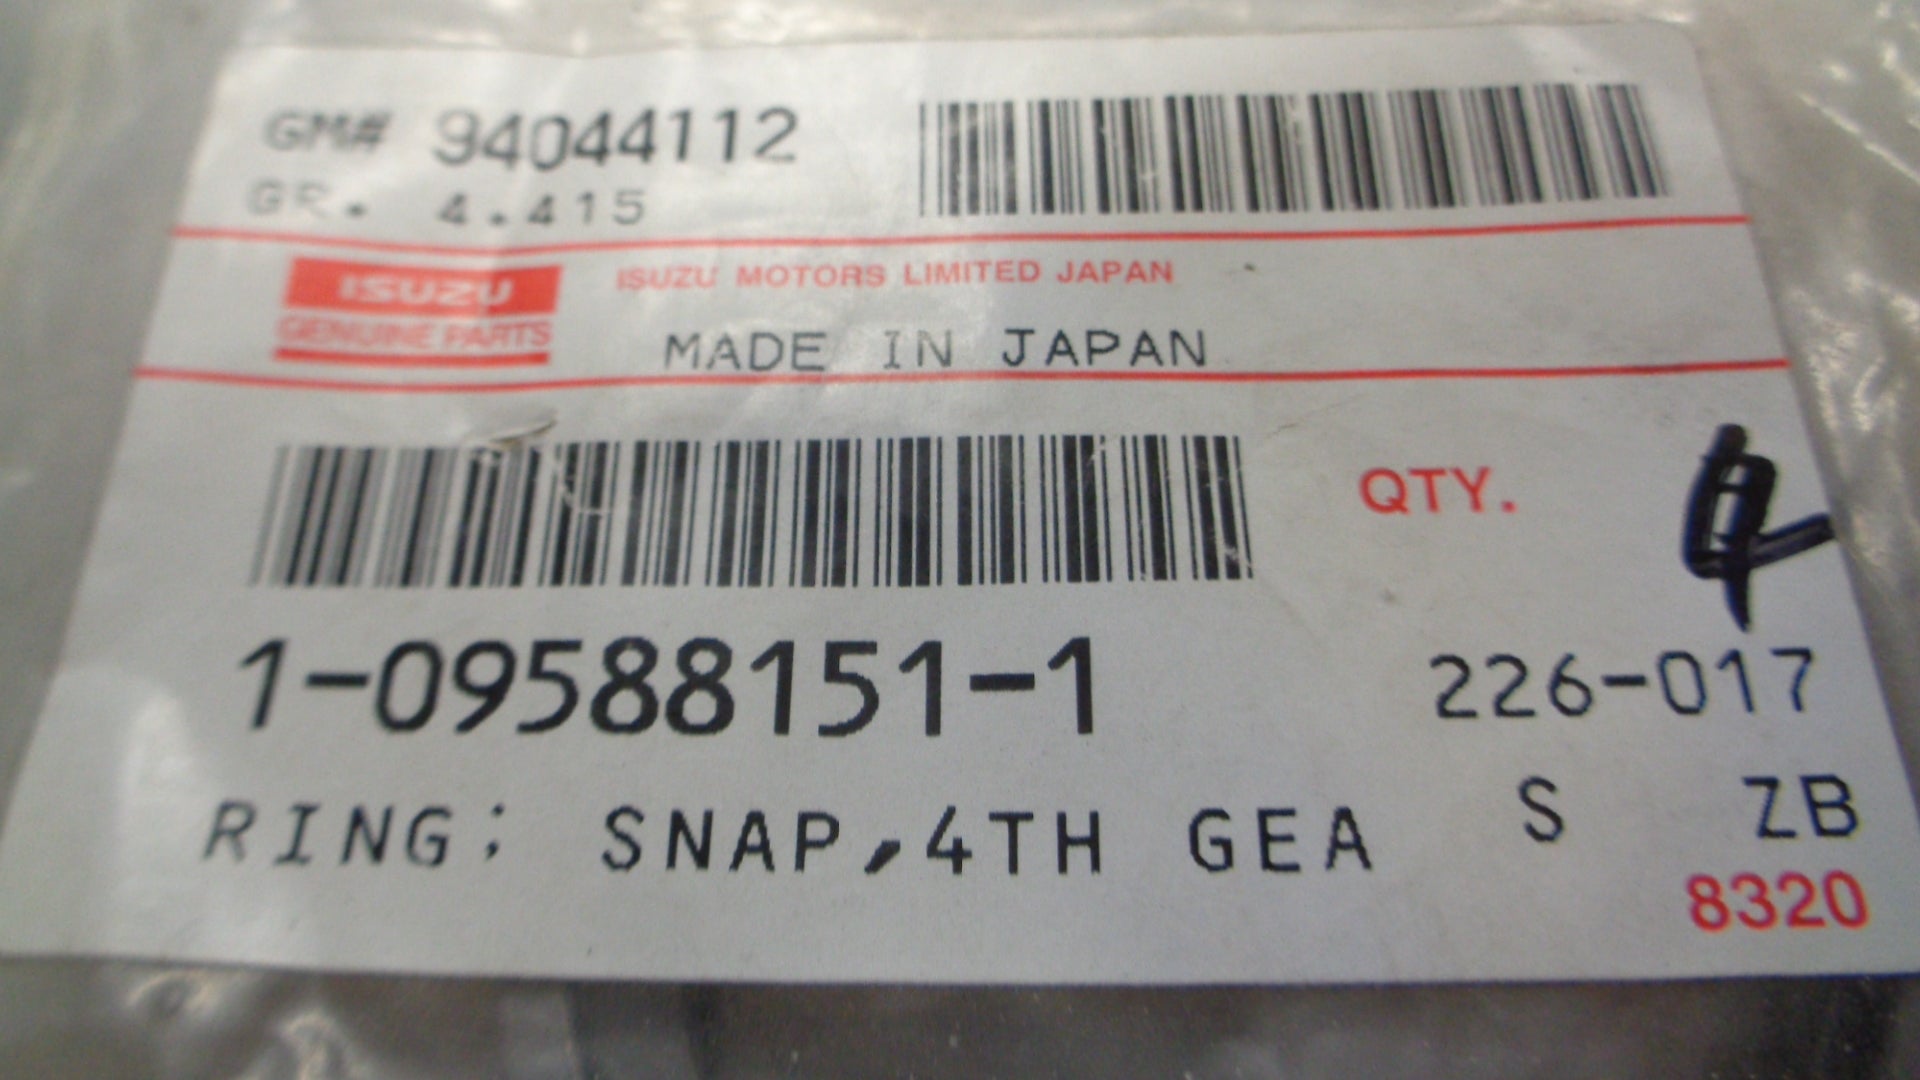 GM# 94044112
GR. 4.415
ISUZU
GENUINE PARTS
ISUZU MOTORS LIMITED JAPAN
MADE IN JAPAN
QTY. 4
1-09588151-1 226-017
RING; SNAP,4TH GEA S ZB
8320